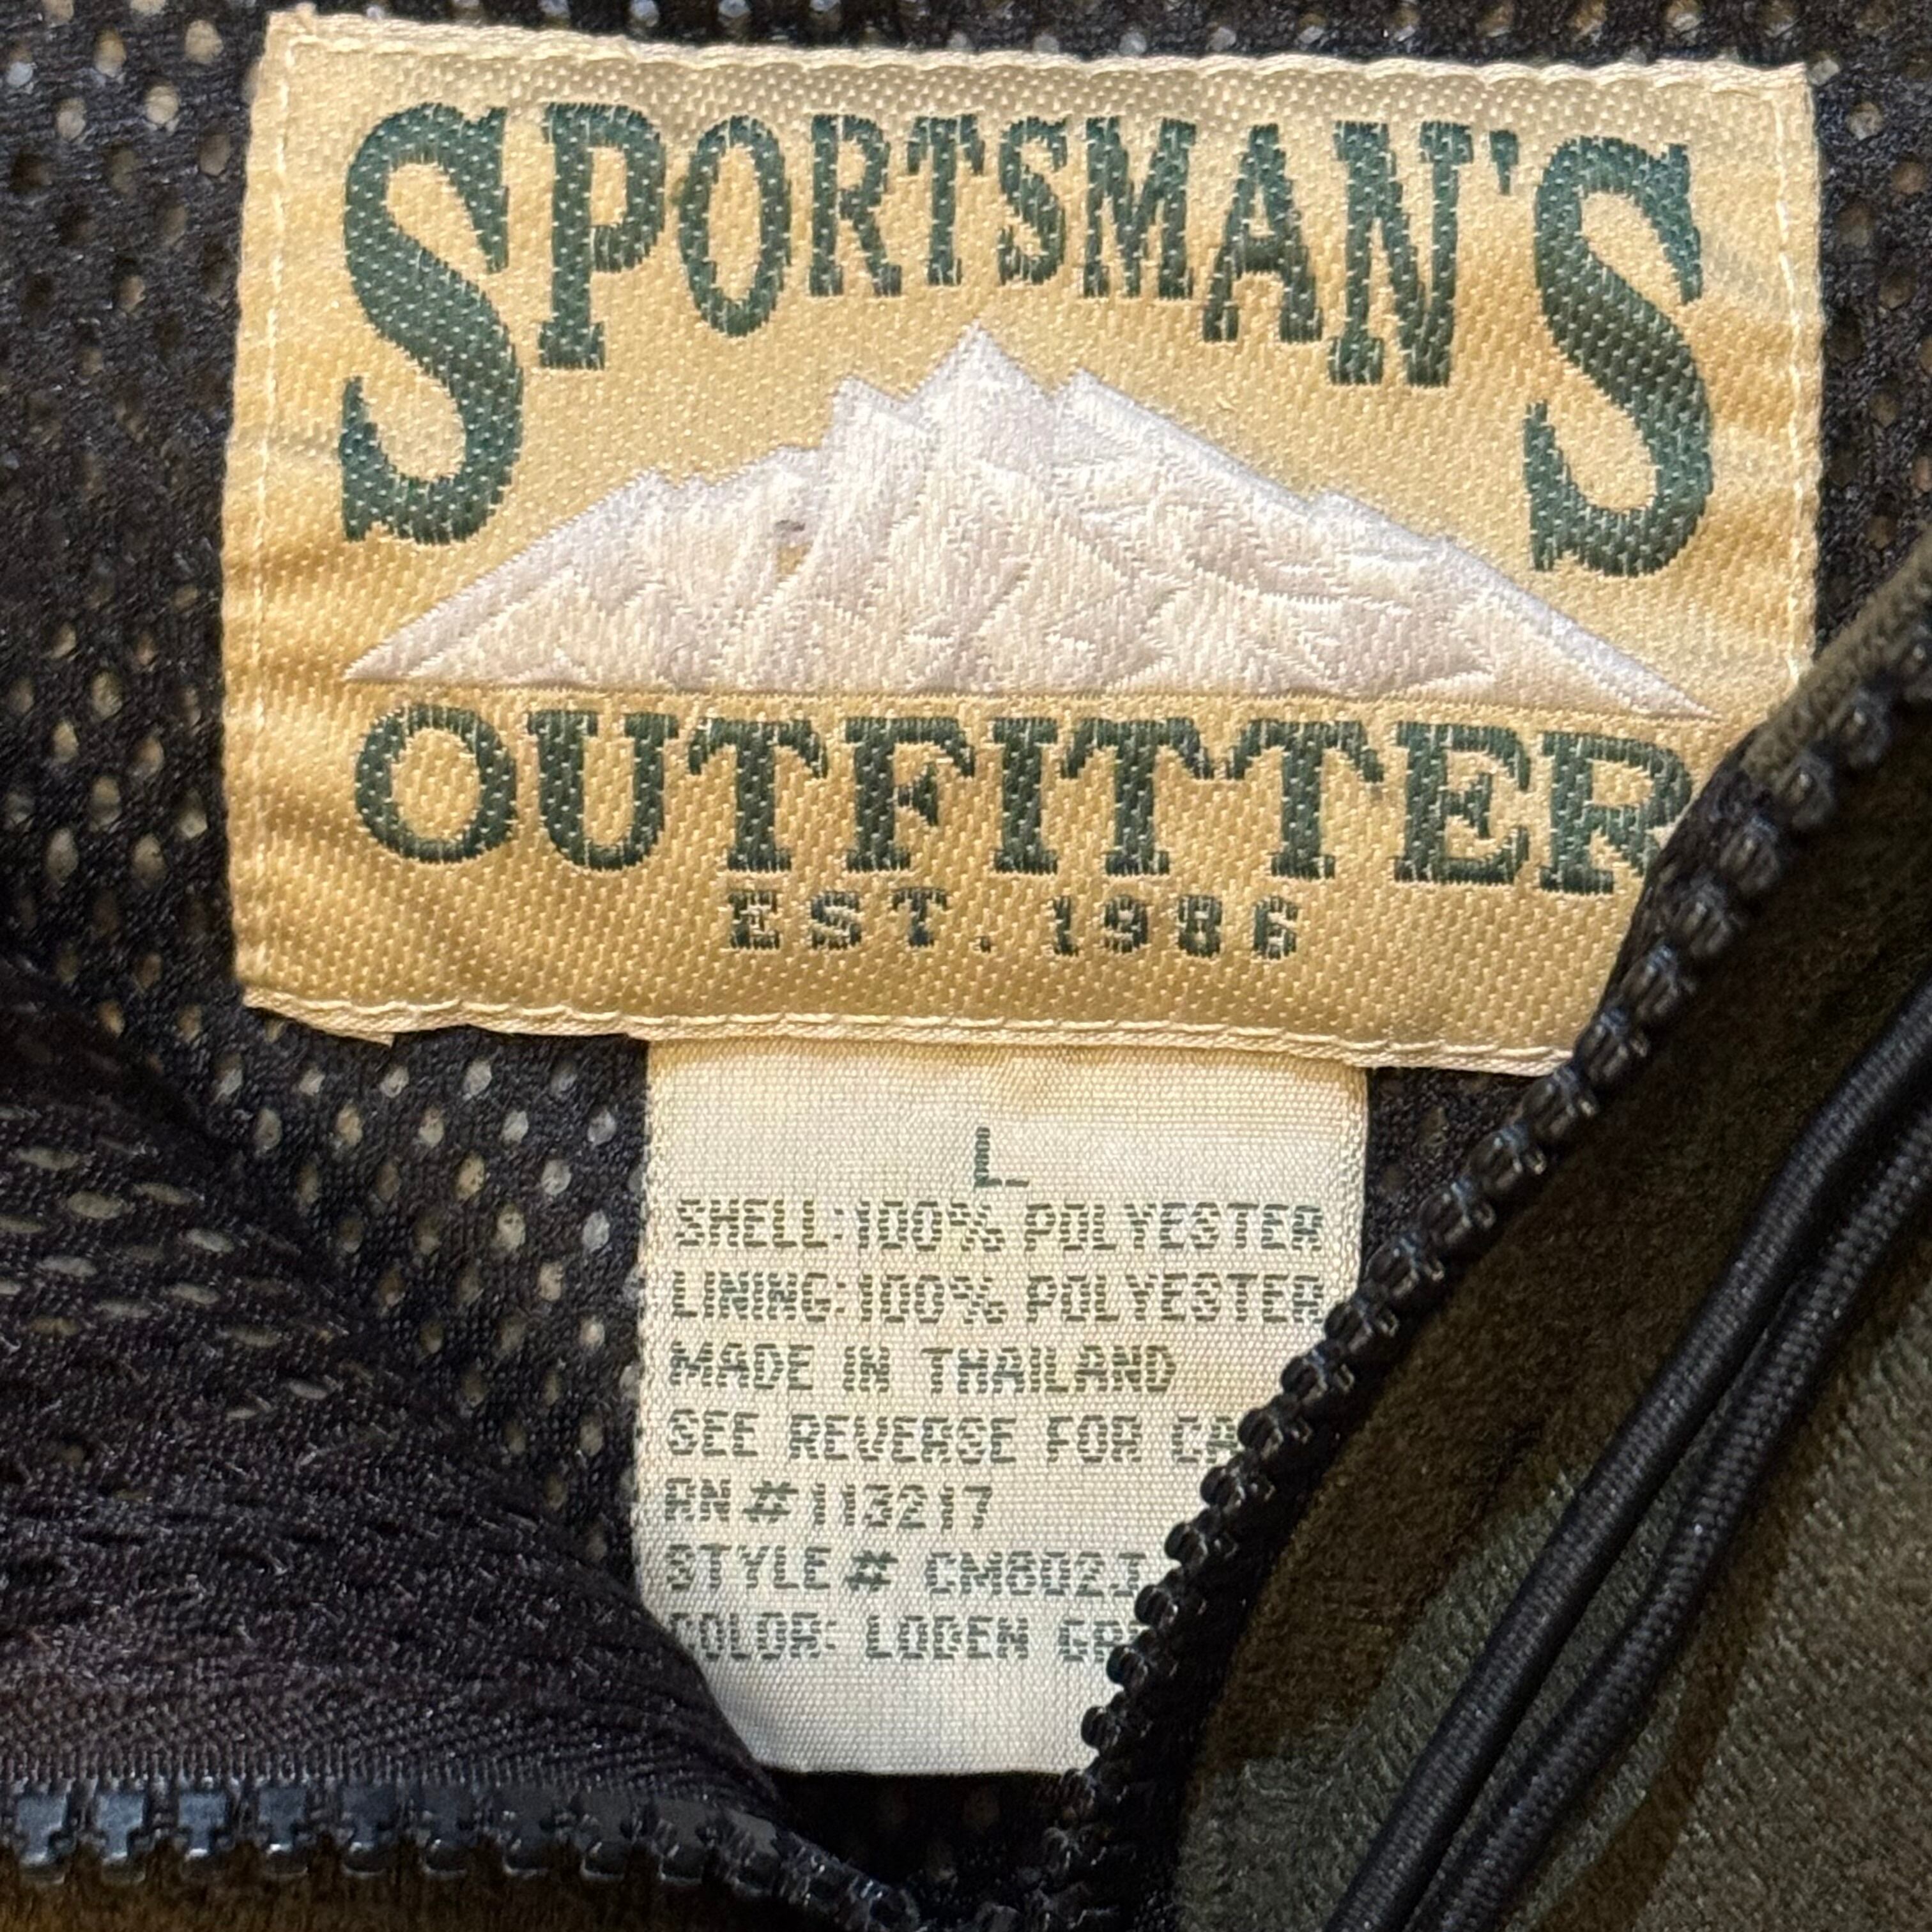 SPORTSMAN'S
OUTFITTER
EST. 1986
L
SHELL:100% POLYESTER
LINING:100% POLYESTER
MADE IN THAILAND
SEE REVERSE FOR
RN#113217
STYLE# CM602J
COLOR: LODEN